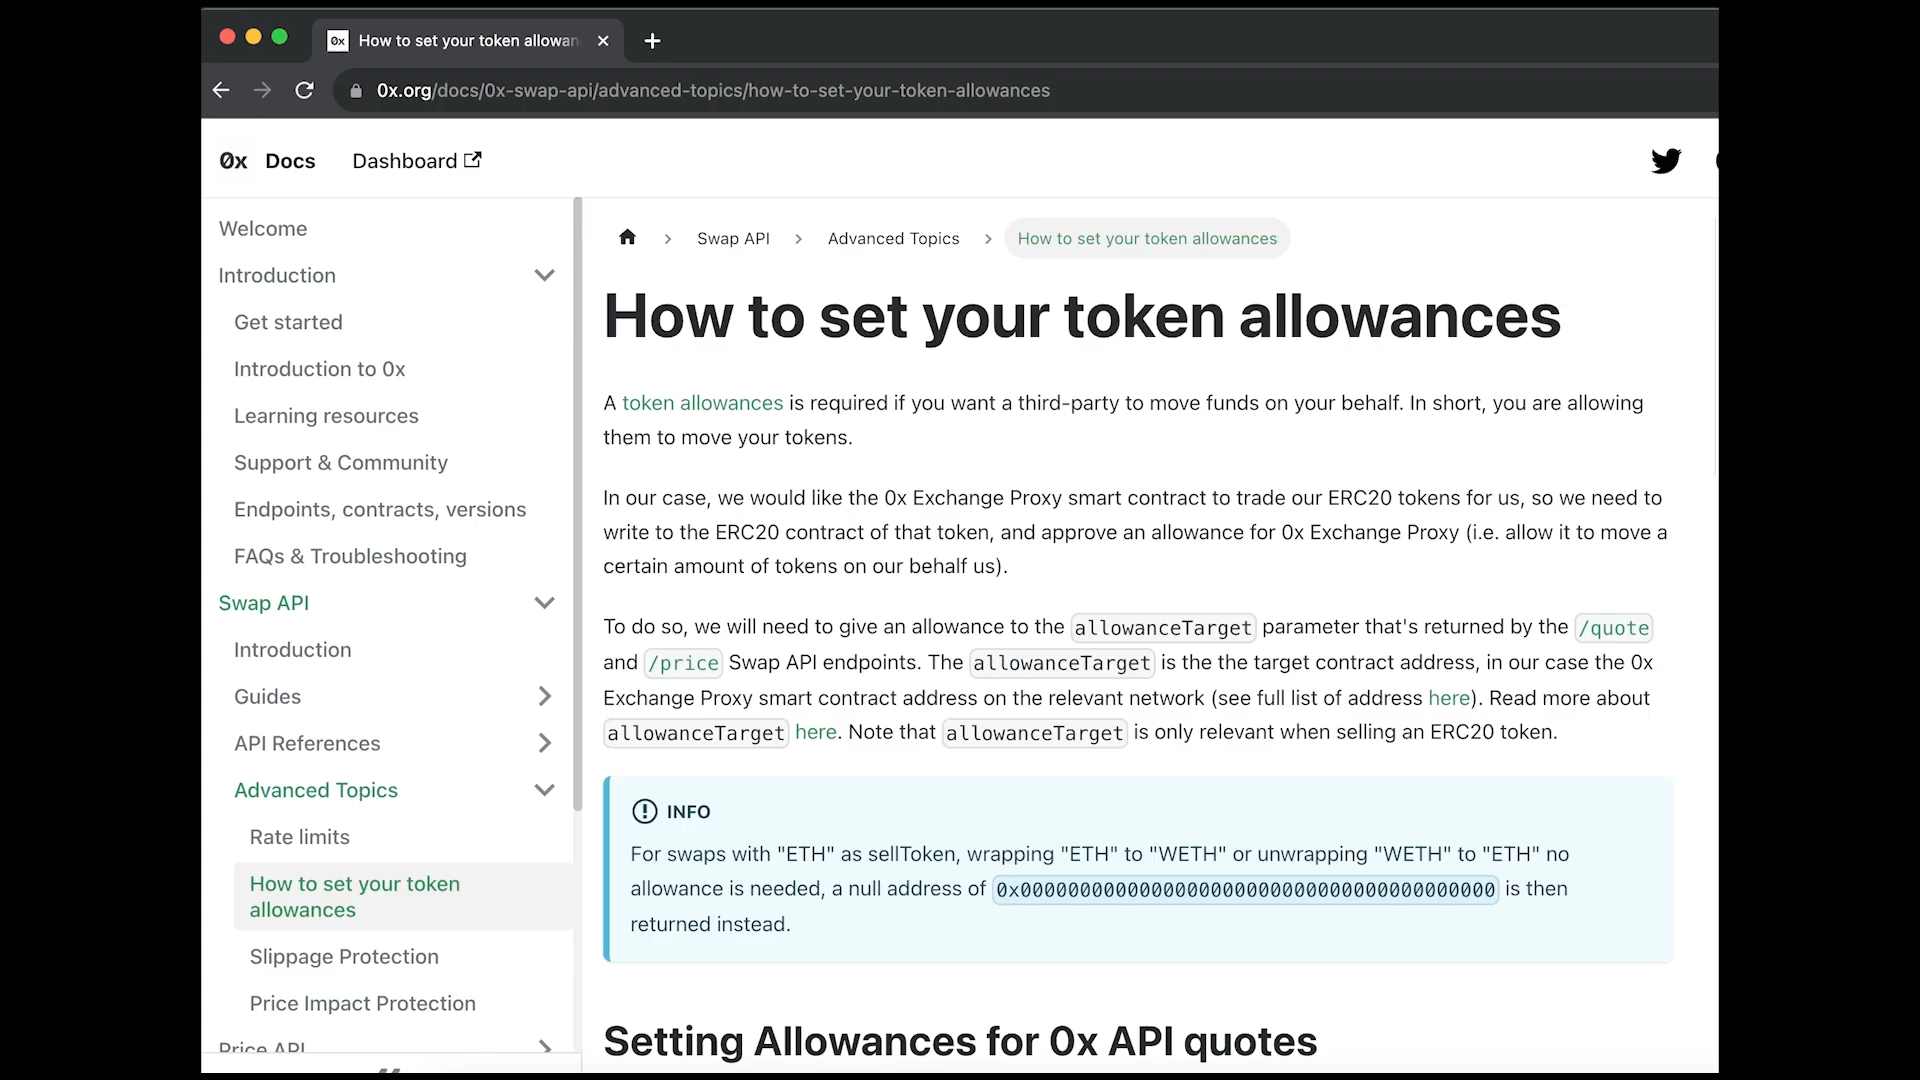 0x How to set your token allowan
0x.org/docs/0x-swap-api/advanced-topics/how-to-set-your-token-allowances
0x Docs Dashboard
Welcome
Introduction
Get started
Introduction to 0x
Learning resources
Support & Community
Endpoints, contracts, versions
FAQs & Troubleshooting
Swap API
Introduction
Guides
API References
Advanced Topics
Rate limits
How to set your token
allowances
Slippage Protection
Price Impact Protection
Price API
Swap API Advanced Topics How to set your token allowances
How to set your token allowances
A token allowances is required if you want a third-party to move funds on your behalf. In short, you are allowing
them to move your tokens.
In our case, we would like the 0x Exchange Proxy smart contract to trade our ERC20 tokens for us, so we need to
write to the ERC20 contract of that token, and approve an allowance for 0x Exchange Proxy (i.e. allow it to move a
certain amount of tokens on our behalf us).
To do so, we will need to give an allowance to the allowanceTarget parameter that's returned by the /quote
and /price Swap API endpoints. The allowanceTarget is the the target contract address, in our case the 0x
Exchange Proxy smart contract address on the relevant network (see full list of address here). Read more about
allowanceTarget here. Note that allowanceTarget is only relevant when selling an ERC20 token.
INFO
For swaps with "ETH" as sellToken, wrapping "ETH" to "WETH" or unwrapping "WETH" to "ETH" no
allowance is needed, a null address of 0x0000000000000000000000000000000000000000 is then
returned instead.
Setting Allowances for 0x API quotes